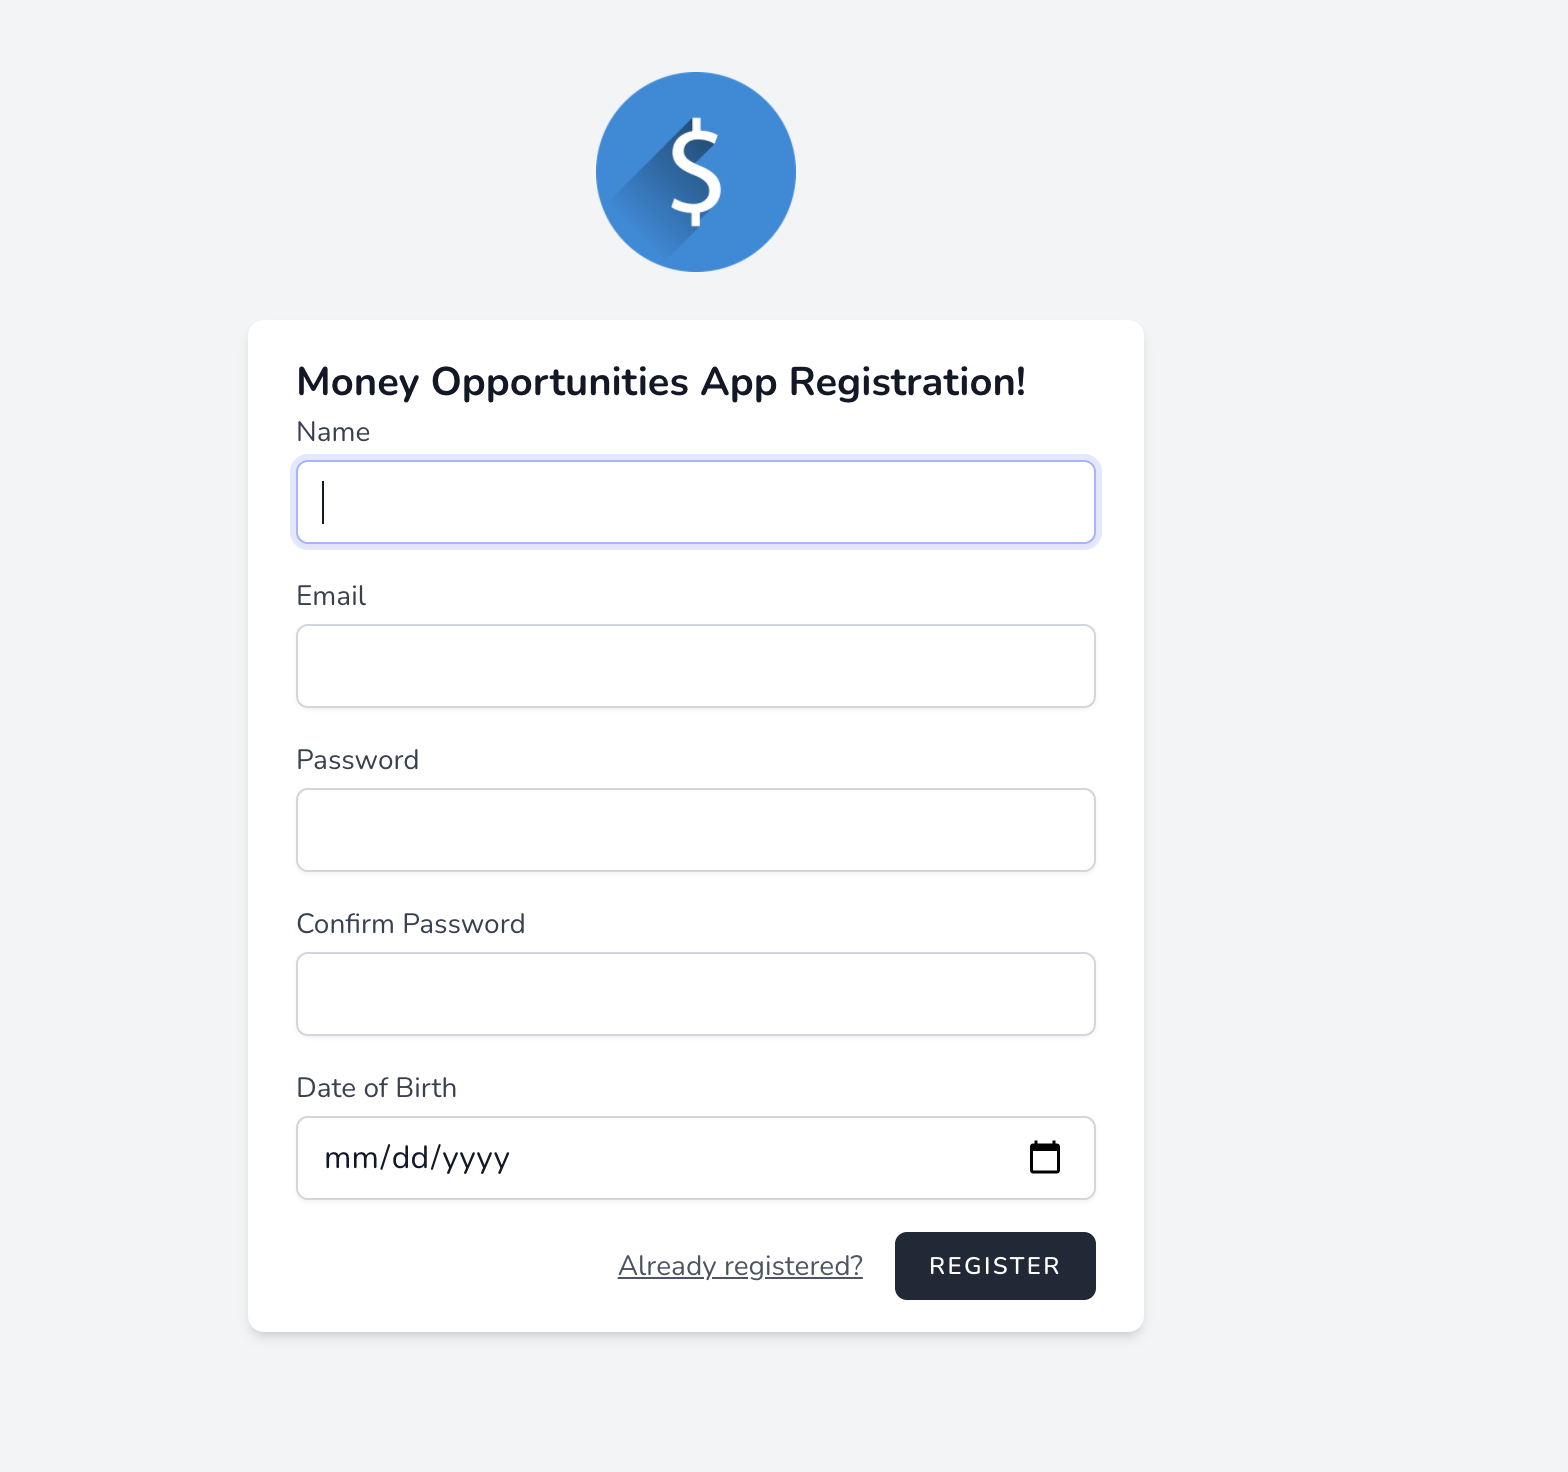 $
Money Opportunities App Registration!
Name
Email
Password
Confirm Password
Date of Birth
mm/dd/yyyy
Already registered? REGISTER